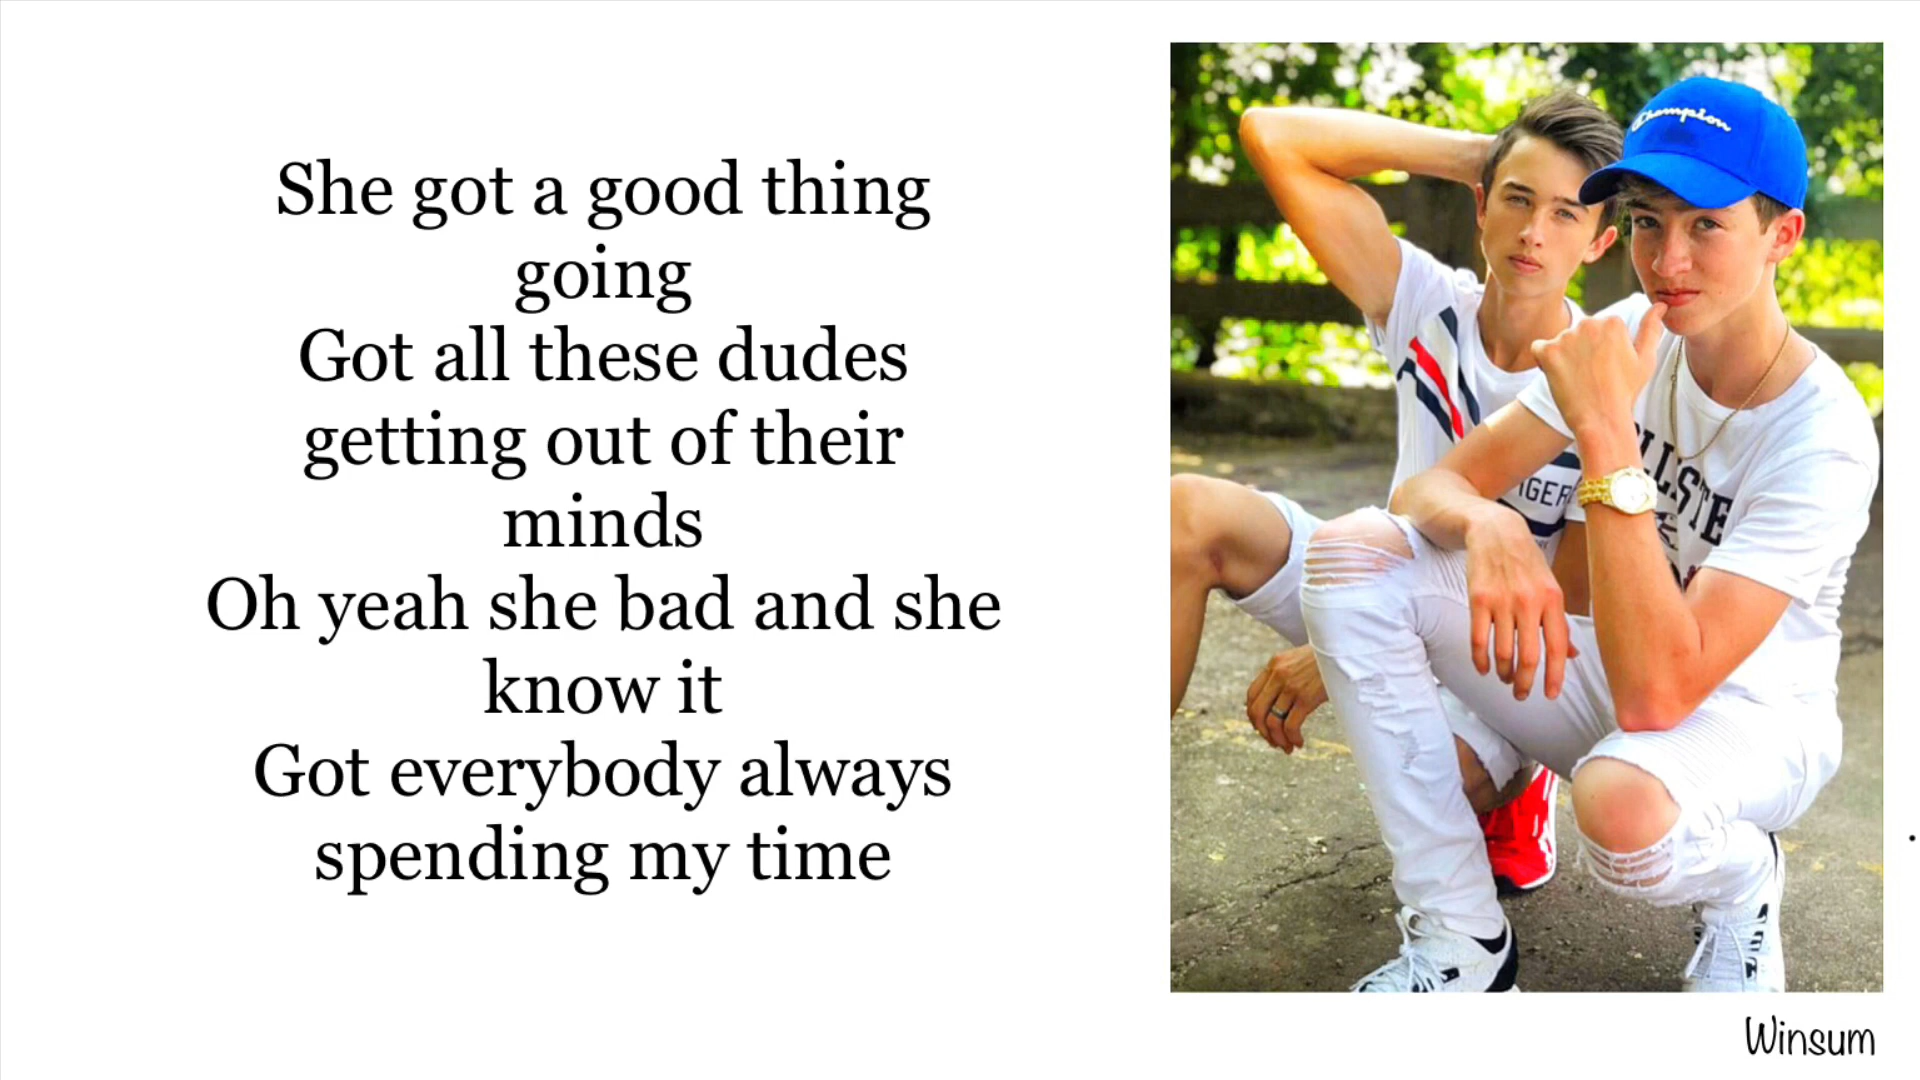 She got a good thing
going
Got all these dudes
getting out of their
minds
Oh yeah she bad and she
know it
Got everybody always
spending my time
Champion
Winsum